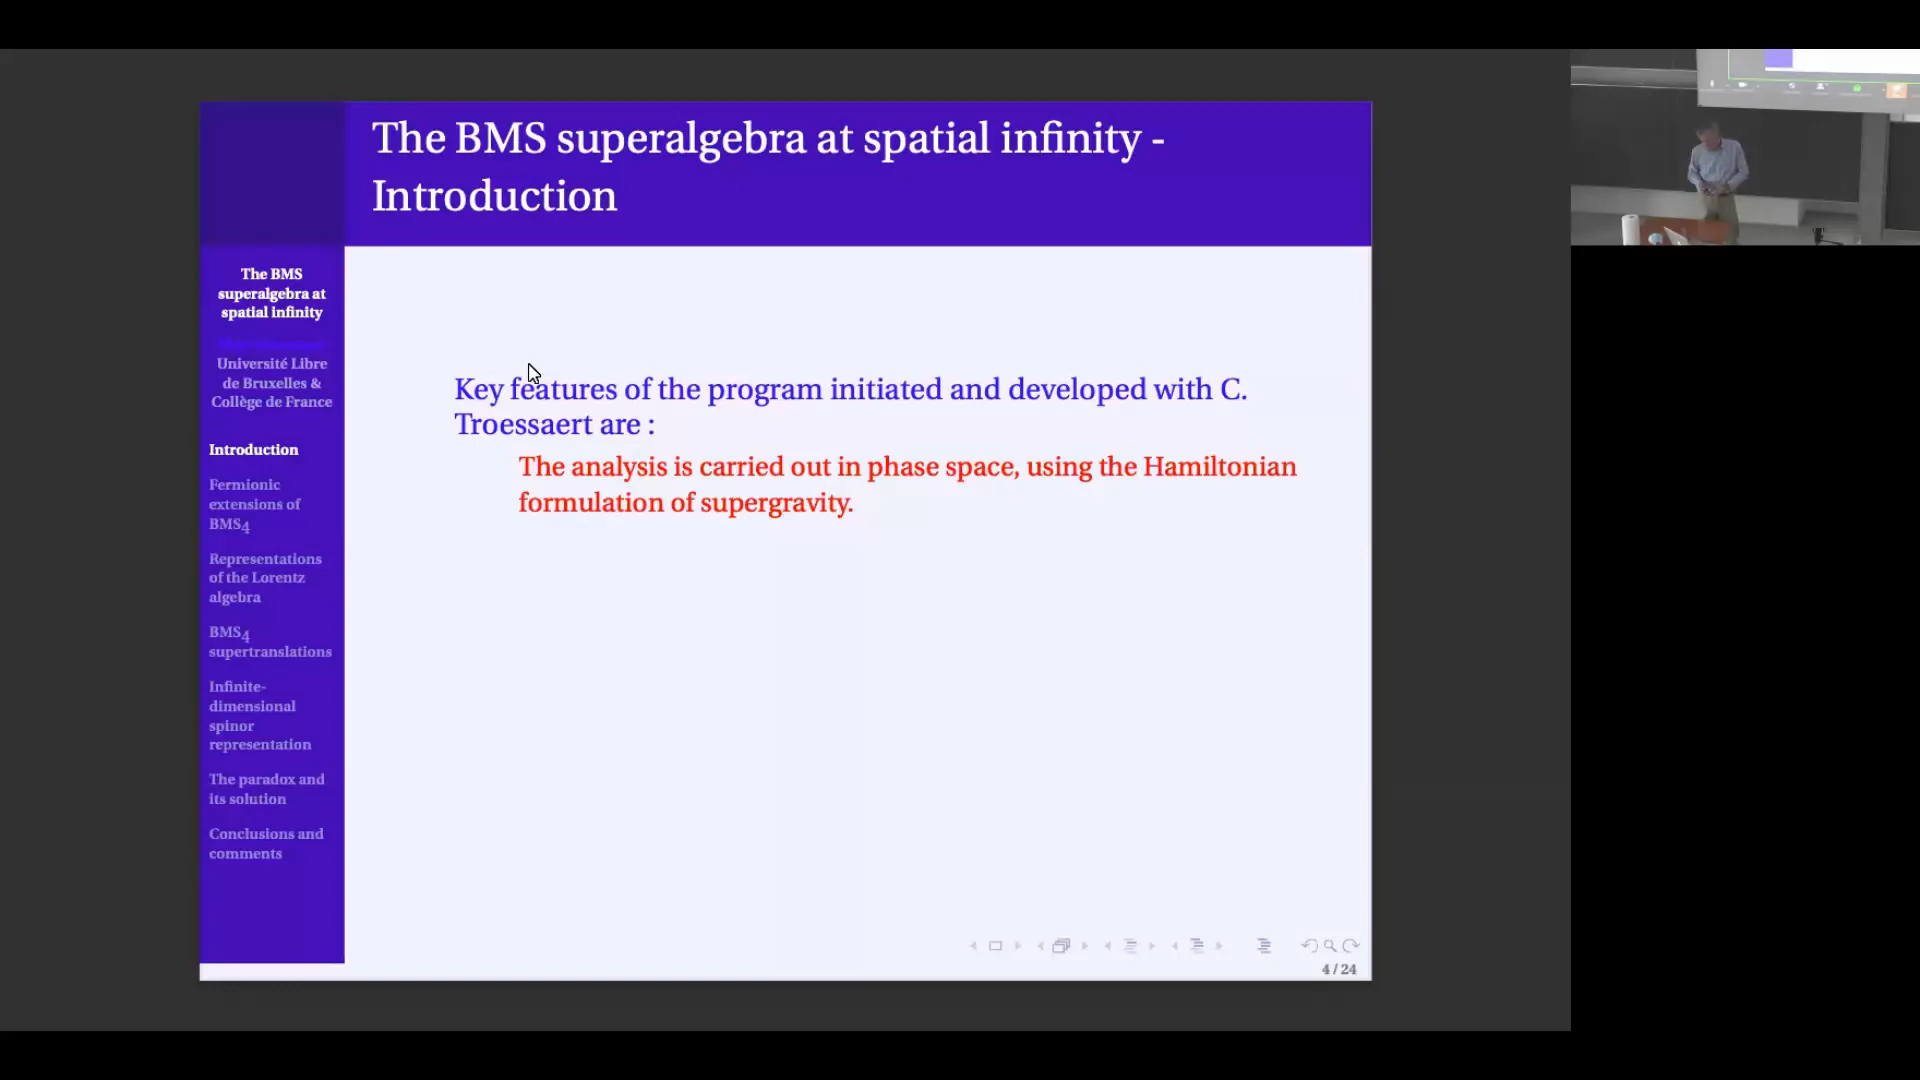 The BMS superalgebra at spatial infinity -
Introduction
The BMS
superalgebra at
spatial infinity
Université Libre
de Bruxelles &
Collège de France
Introduction
Fermionic
extensions of
BMS4
Representations
of the Lorentz
algebra
BMS4
supertranslations
Infinite-
dimensional
spinor
representation
The paradox and
its solution
Conclusions and
comments
Key features of the program initiated and developed with C.
Troessaert are :
The analysis is carried out in phase space, using the Hamiltonian
formulation of supergravity.
4 / 24